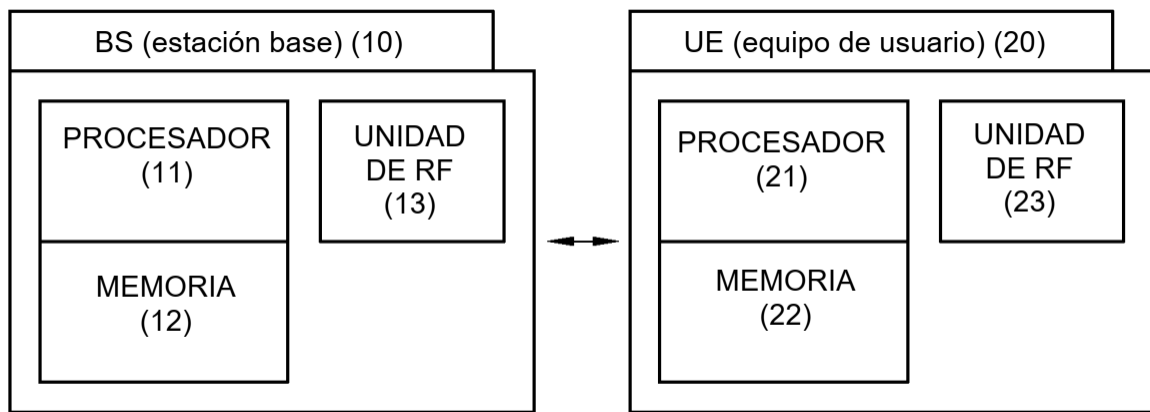 BS (estación base) (10)
PROCESADOR
(11)
UNIDAD
DE RF
(13)
MEMORIA
(12)
UE (equipo de usuario) (20)
PROCESADOR
(21)
UNIDAD
DE RF
(23)
MEMORIA
(22)